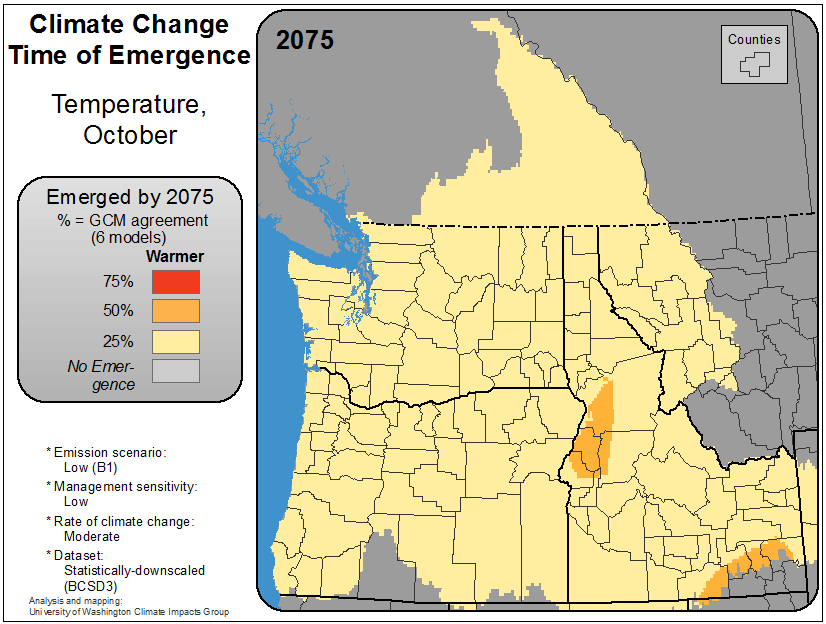 Climate Change
Time of Emergence
Temperature,
October
Emerged by 2075
% = GCM agreement
(6 models)
Warmer
75%
50%
25%
No Emer-
gence
* Emission scenario:
Low (B1)
* Management sensitivity:
Low
* Rate of climate change:
Moderate
* Dataset:
Statistically-downscaled
(BCSD3)
Analysis and mapping:
University of Washington Climate Impacts Group
2075
Counties